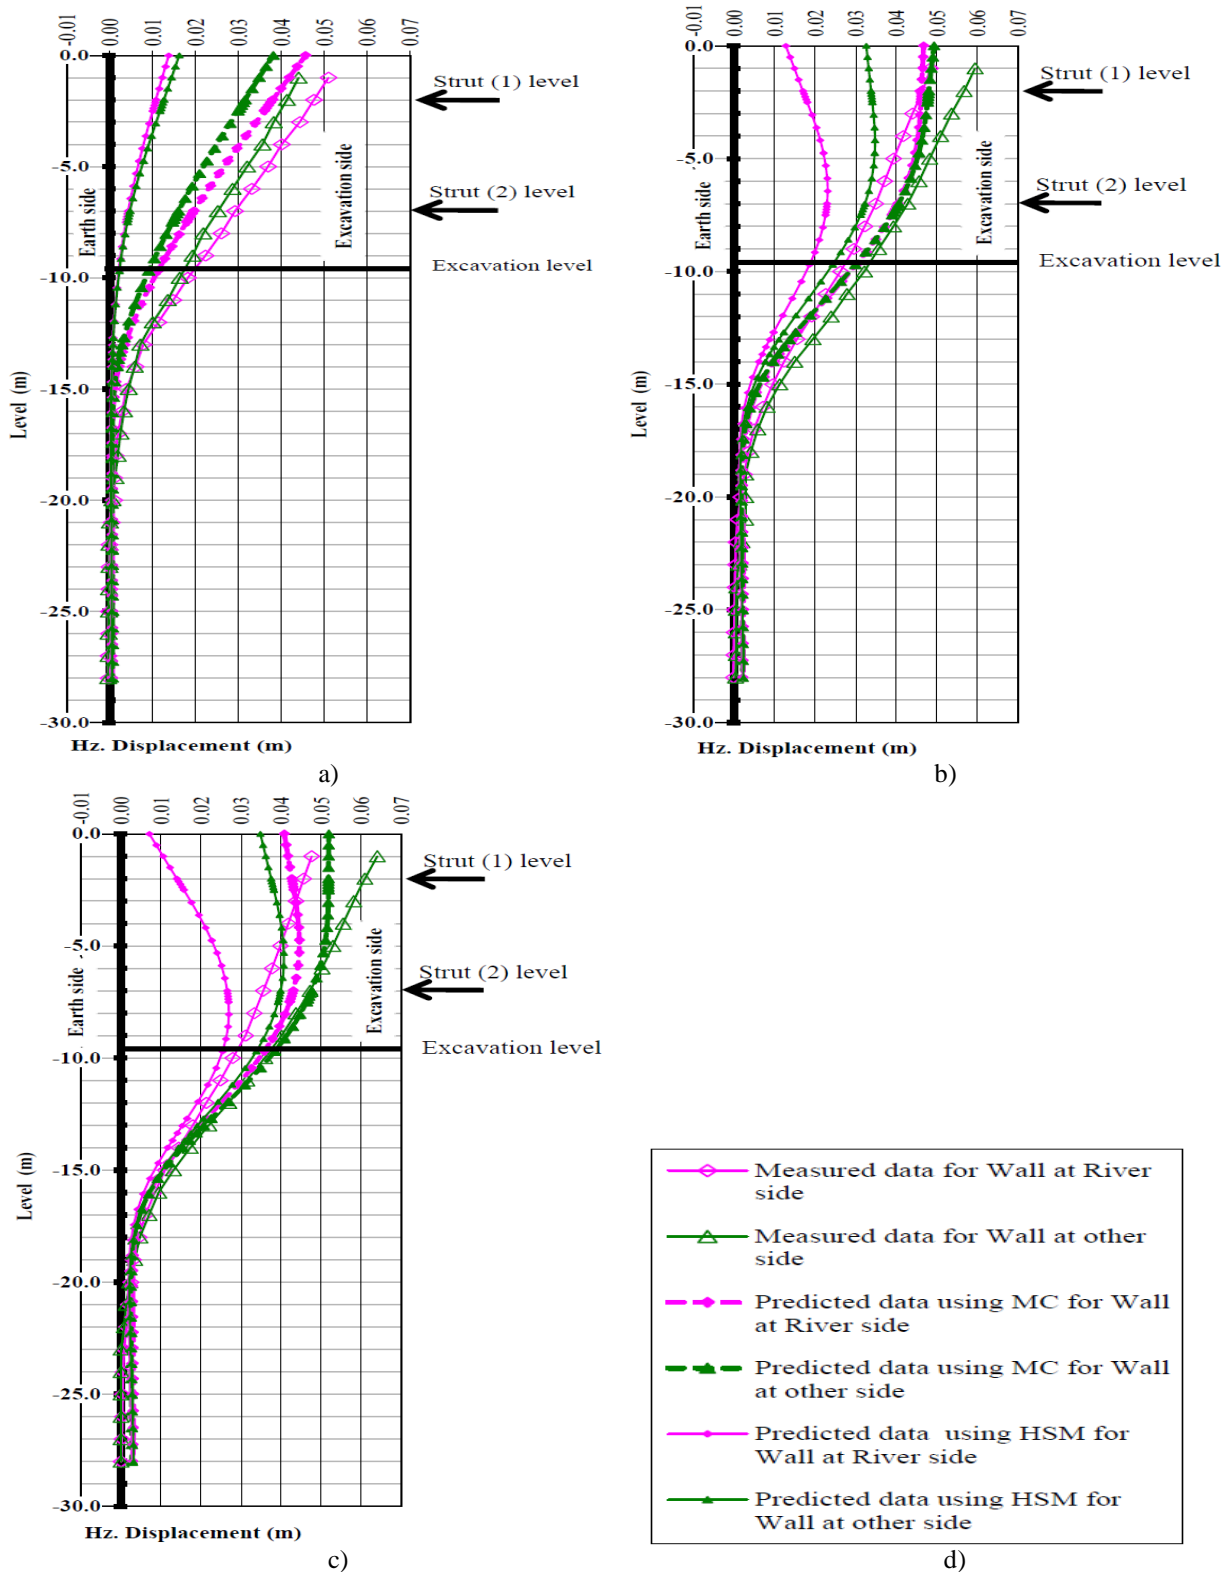 -0.01 0.00 0.01 0.02 0.03 0.04 0.05 0.06 0.07
0.0
-5.0
-10.0
-15.0
-20.0
-25.0
-30.0
Level (m)
Earth side
Excavation side
Strut (1) level
Strut (2) level
Excavation level
Hz. Displacement (m)
a)
-0.01 0.00 0.01 0.02 0.03 0.04 0.05 0.06 0.07
0.0
-5.0
-10.0
-15.0
-20.0
-25.0
-30.0
Level (m)
Earth side
Excavation side
Strut (1) level
Strut (2) level
Excavation level
Hz. Displacement (m)
b)
-0.01 0.00 0.01 0.02 0.03 0.04 0.05 0.06 0.07
0.0
-5.0
-10.0
-15.0
-20.0
-25.0
-30.0
Level (m)
Earth side
Excavation side
Strut (1) level
Strut (2) level
Excavation level
Hz. Displacement (m)
c)
Measured data for Wall at River
side
Measured data for Wall at other
side
Predicted data using MC for Wall
at River side
Predicted data using MC for Wall
at other side
Predicted data using HSM for
Wall at River side
Predicted data using HSM for
Wall at other side
d)